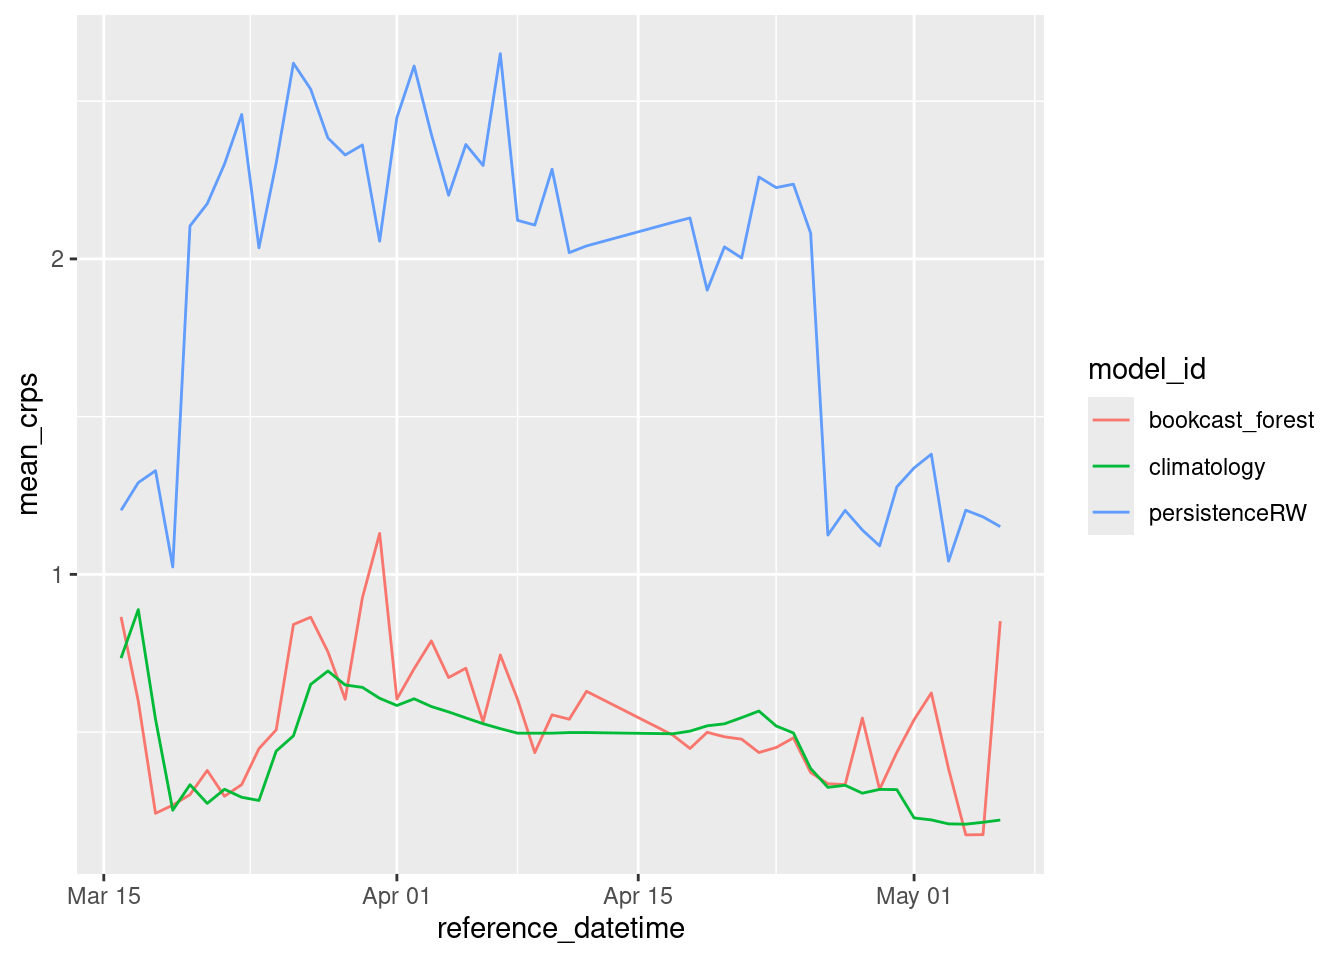 mean_crps
2
1
Mar 15
Apr 01
Apr 15
May 01
reference_datetime
model_id
bookcast_forest
climatology
persistenceRW